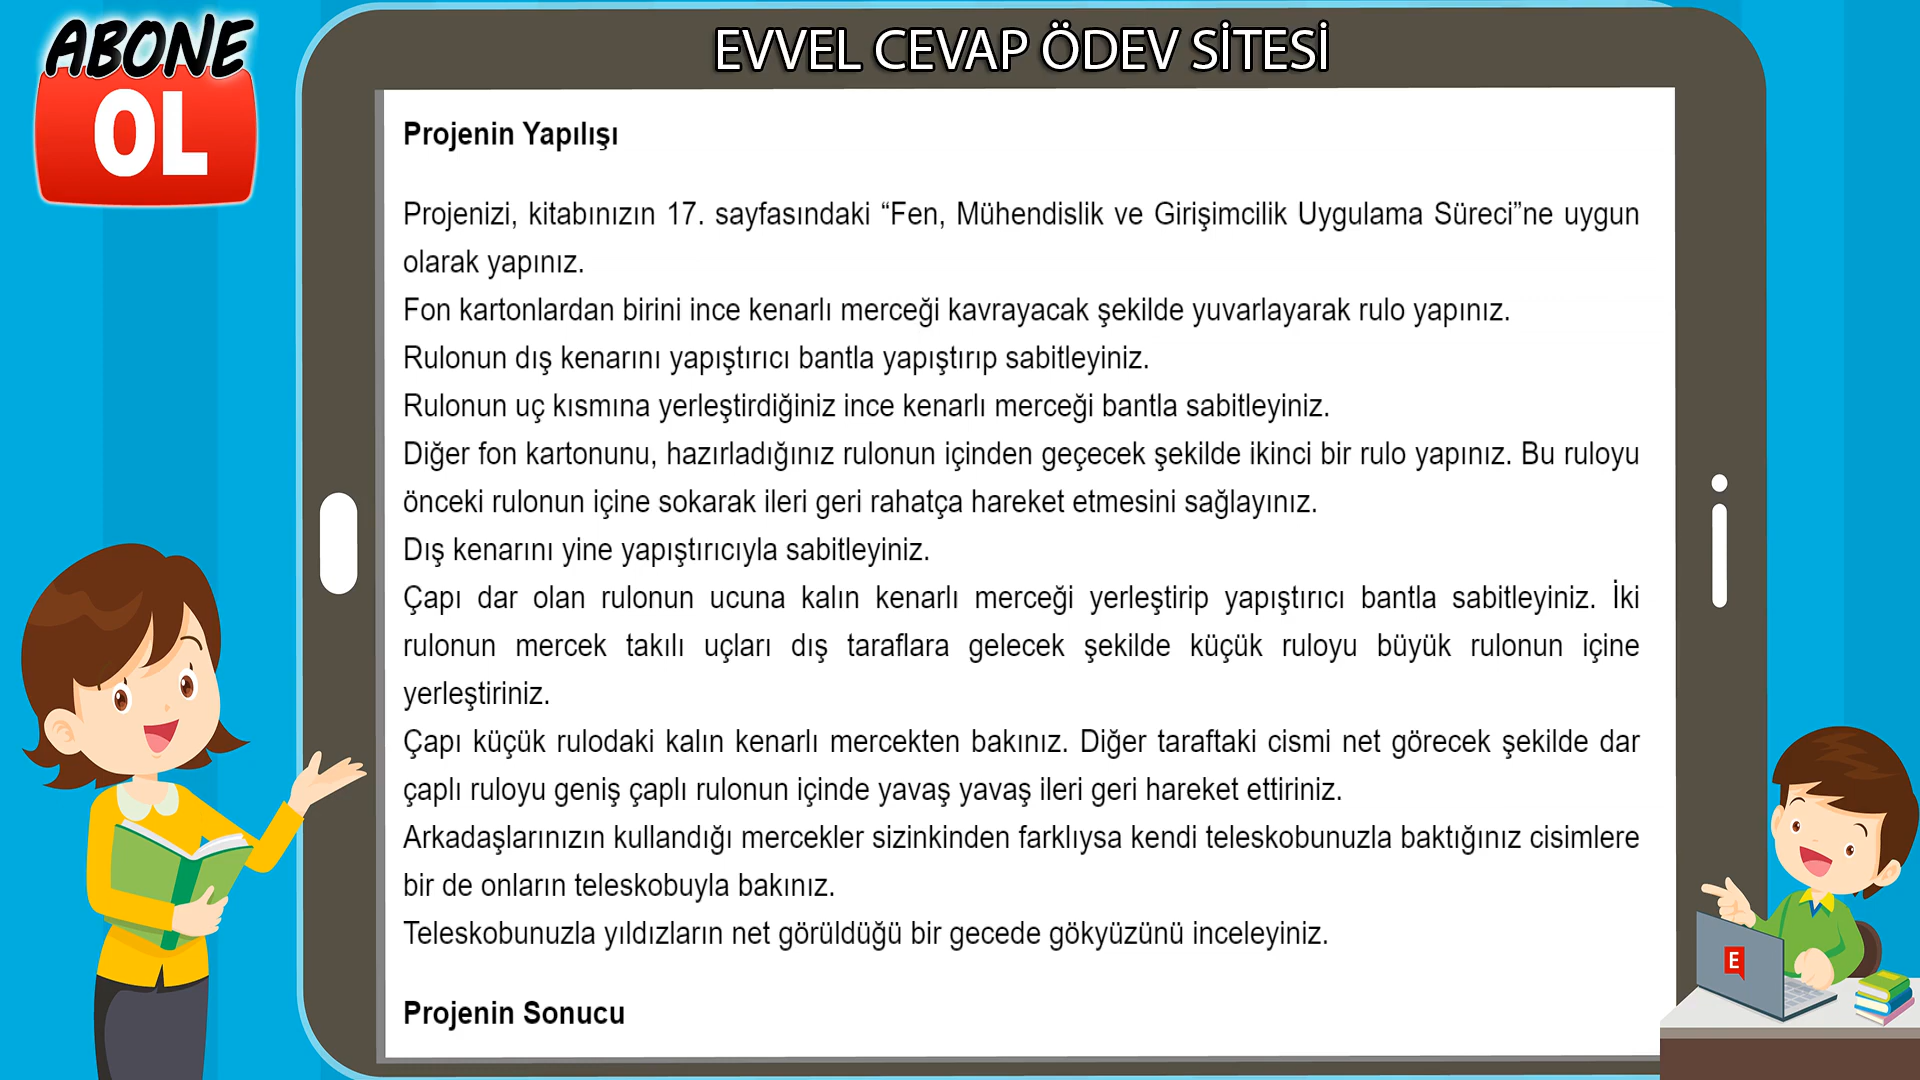 ABONE
OL
EVVEL CEVAP ÖDEV SİTESİ
Projenin Yapılışı
Projenizi, kitabınızın 17. sayfasındaki “Fen, Mühendislik ve Girişimcilik Uygulama Süreci”ne uygun
olarak yapınız.
Fon kartonlardan birini ince kenarlı merceği kavrayacak şekilde yuvarlayarak rulo yapınız.
Rulonun dış kenarını yapıştırıcı bantla yapıştırıp sabitleyiniz.
Rulonun uç kısmına yerleştirdiğiniz ince kenarlı merceği bantla sabitleyiniz.
Diğer fon kartonunu, hazırladığınız rulonun içinden geçecek şekilde ikinci bir rulo yapınız. Bu ruloyu
önceki rulonun içine sokarak ileri geri rahatça hareket etmesini sağlayınız.
Dış kenarını yine yapıştırıcıyla sabitleyiniz.
Çapı dar olan rulonun ucuna kalın kenarlı merceği yerleştirip yapıştırıcı bantla sabitleyiniz. İki
rulonun mercek takılı uçları dış taraflara gelecek şekilde küçük ruloyu büyük rulonun içine
yerleştiriniz.
Çapı küçük rulodaki kalın kenarlı mercekten bakınız. Diğer taraftaki cismi net görecek şekilde dar
çaplı ruloyu geniş çaplı rulonun içinde yavaş yavaş ileri geri hareket ettiriniz.
Arkadaşlarınızın kullandığı mercekler sizinkinden farklıysa kendi teleskobunuzla baktığınız cisimlere
bir de onların teleskobuyla bakınız.
Teleskobunuzla yıldızların net görüldüğü bir gecede gökyüzünü inceleyiniz.
Projenin Sonucu
E